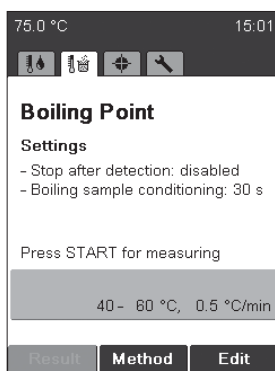 75.0 °C 15:01
Boiling Point
Settings
- Stop after detection: disabled
- Boiling sample conditioning: 30 s
Press START for measuring
40 - 60 °C, 0.5 °C/min
Result Method Edit